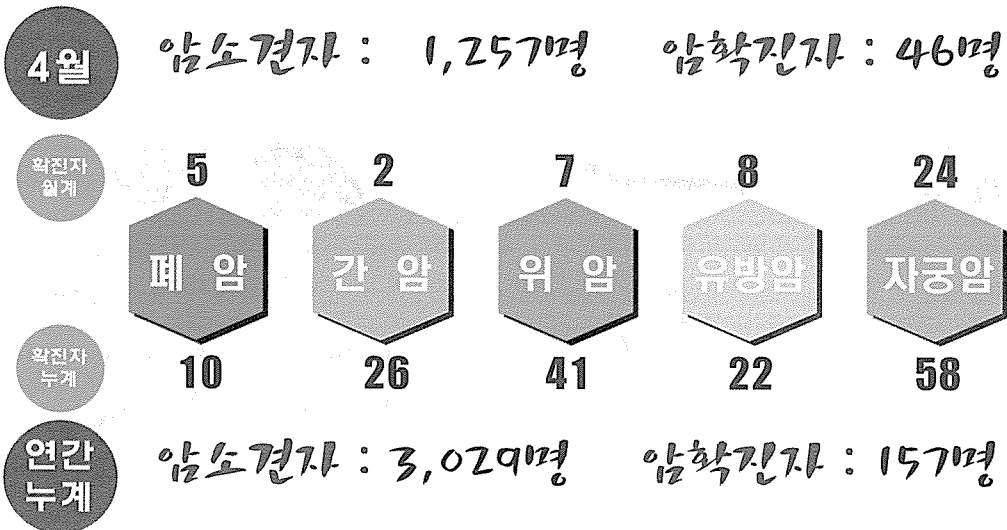 4월 암소견자 : 1,257명 암확진자 : 46명
확진자
월계
5 2 7 8 24
폐 암 간 암 위 암 유방암 자궁암
확진자
누계
10 26 41 22 58
연간
누계
암소견자 : 3,029명 암확진자 : 157명